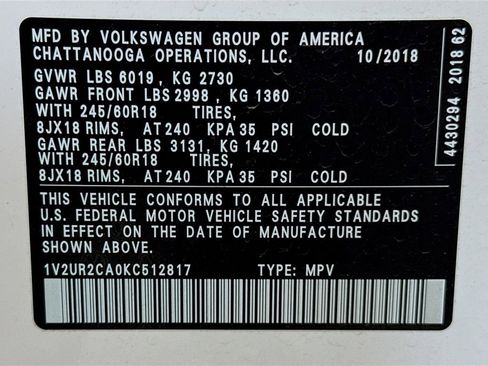 MFD BY VOLKSWAGEN GROUP OF AMERICA
CHATTANOOGA OPERATIONS, LLC. 10/2018
GVWR LBS 6019 , KG 2730
GAWR FRONT LBS 2998 , KG 1360
WITH 245/60R18 TIRES,
8JX18 RIMS, AT 240 KPA 35 PSI COLD
GAWR REAR LBS 3131, KG 1420
WITH 245/60R18 TIRES,
8JX18 RIMS, AT 240 KPA 35 PSI COLD
THIS VEHICLE CONFORMS TO ALL APPLICABLE
U.S. FEDERAL MOTOR VEHICLE SAFETY STANDARDS
IN EFFECT ON THE DATE OF MANUFACTURE
SHOWN ABOVE.
1V2UR2CA0KC512817 TYPE: MPV
4430294 2018 62